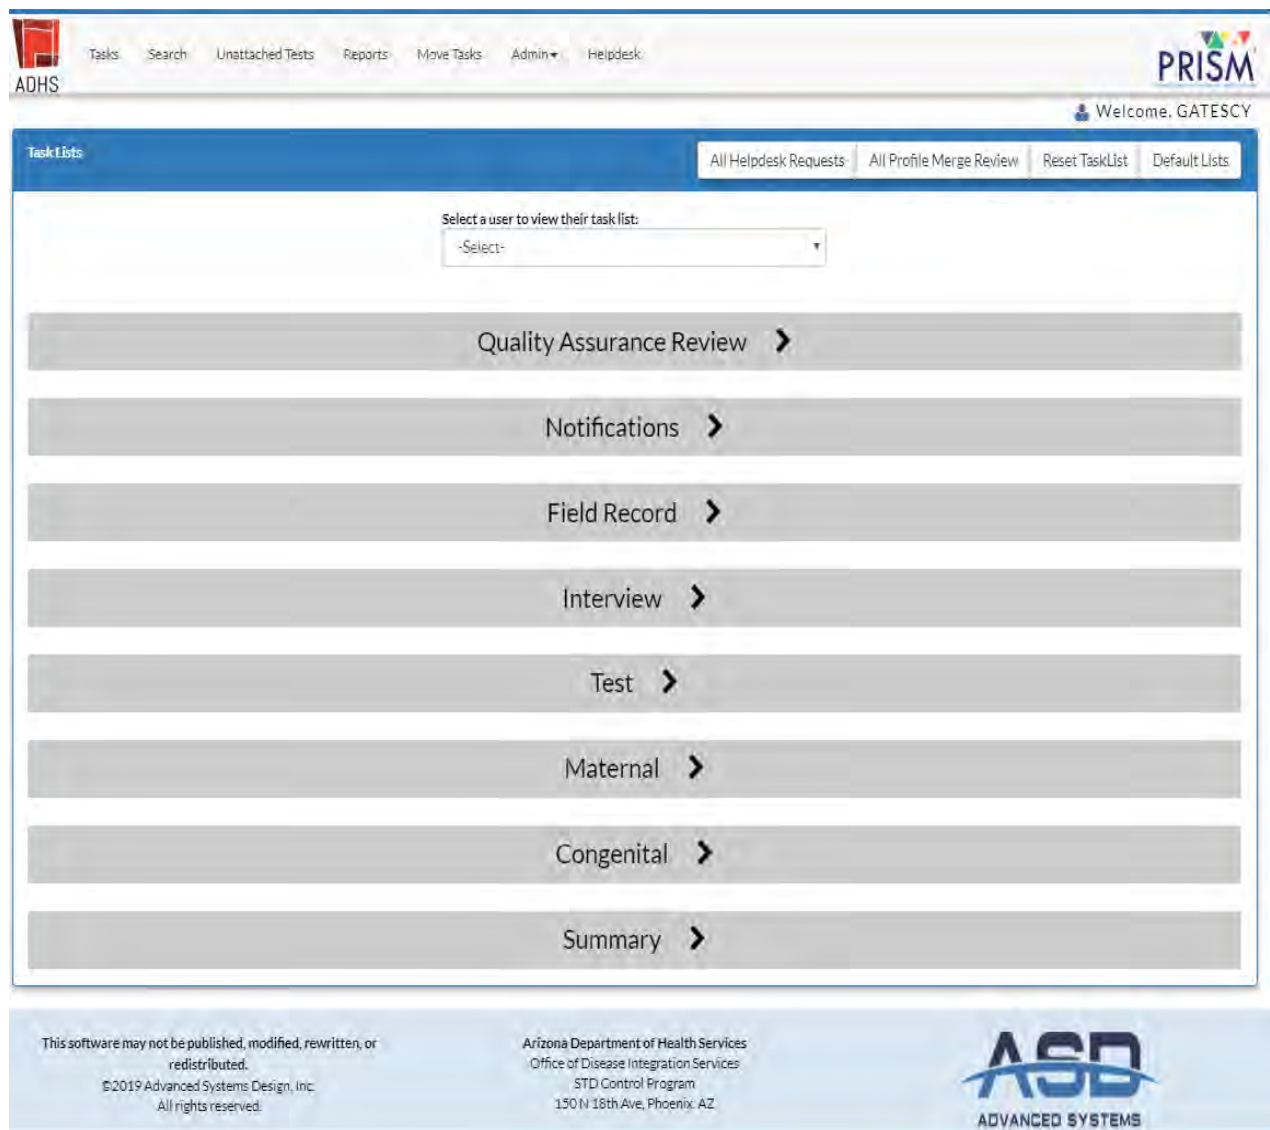 ADHS
Tasks Search Unattached Tests Reports Move Tasks Admin Helpdesk
PRISM
Welcome, GATESCY
Task Lists
All Helpdesk Requests All Profile Merge Review Reset TaskList Default Lists
Select a user to view their task list:
-Select-
Quality Assurance Review
Notifications
Field Record
Interview
Test
Maternal
Congenital
Summary
This software may not be published, modified, rewritten, or
redistributed.
©2019 Advanced Systems Design, Inc.
All rights reserved.
Arizona Department of Health Services
Office of Disease Integration Services
STD Control Program
150 N 18th Ave, Phoenix, AZ
ASD
ADVANCED SYSTEMS